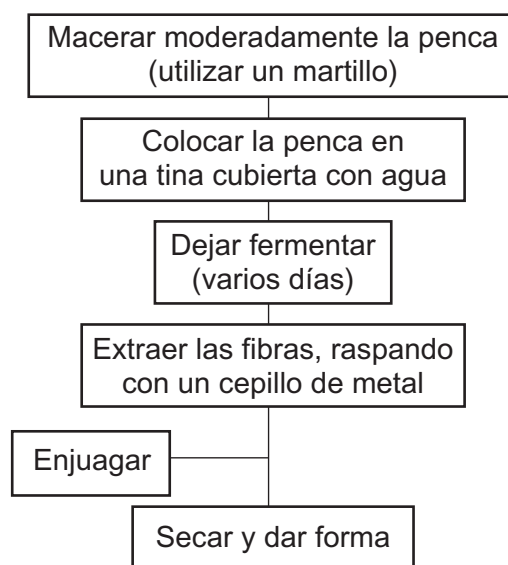 Macerar moderadamente la penca
(utilizar un martillo)
Colocar la penca en
una tina cubierta con agua
Dejar fermentar
(varios días)
Extraer las fibras, raspando
con un cepillo de metal
Enjuagar
Secar y dar forma